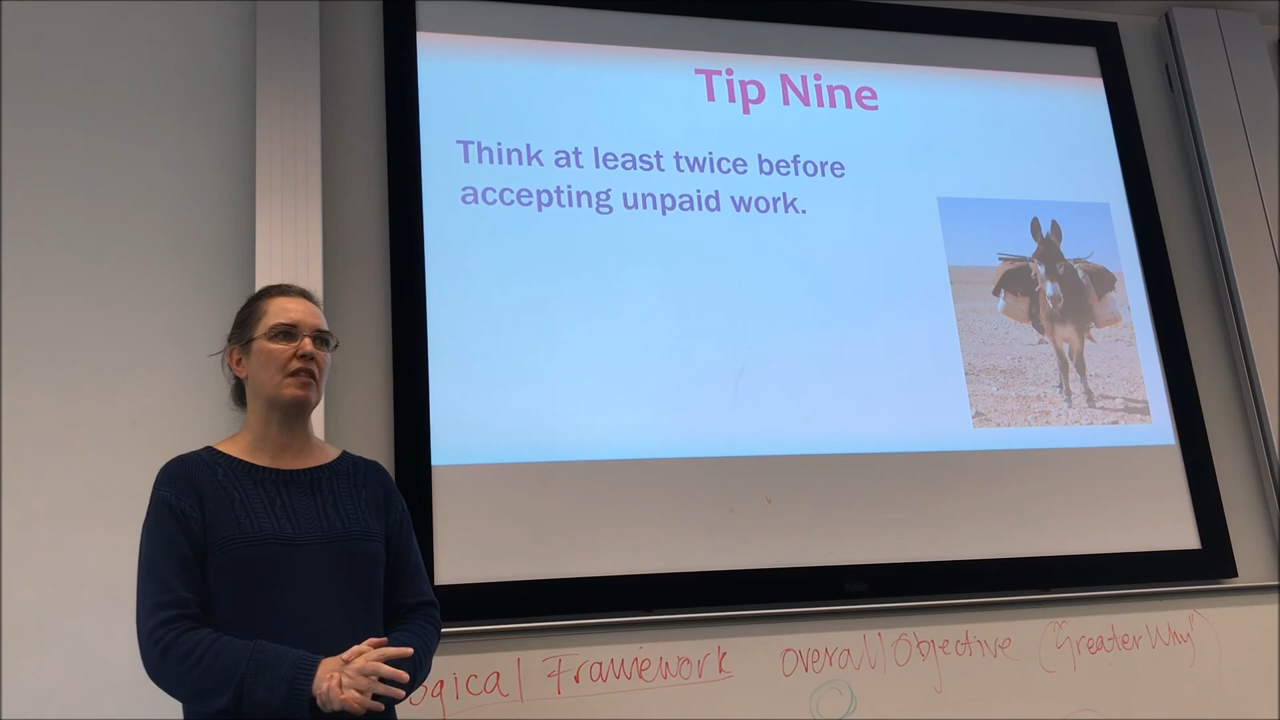 Tip Nine
Think at least twice before
accepting unpaid work.
ogical Framework overall Objective ("Greater Why")